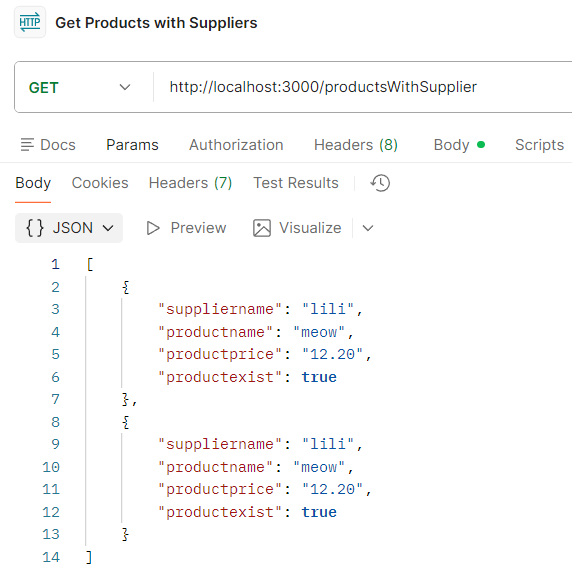 HTTP Get Products with Suppliers
GET http://localhost:3000/productsWithSupplier
Docs Params Authorization Headers (8) Body Scripts
Body Cookies Headers (7) Test Results
{} JSON Preview Visualize
1 [
2 {
3 "suppliername": "lili",
4 "productname": "meow",
5 "productprice": "12.20",
6 "productexist": true
7 },
8 {
9 "suppliername": "lili",
10 "productname": "meow",
11 "productprice": "12.20",
12 "productexist": true
13 }
14 ]